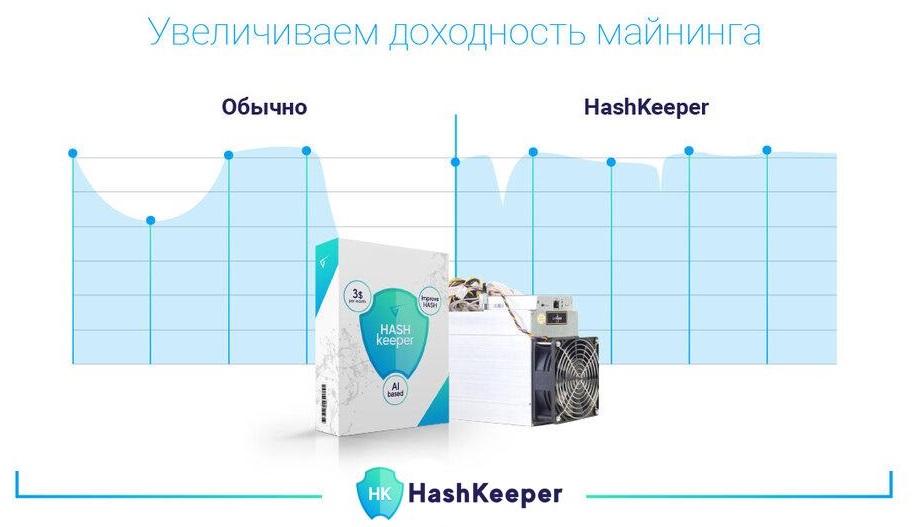 Увеличиваем доходность майнинга
Обычно
HashKeeper
3$
per month
improve
HASH
HASH
keeper
AI
based
HK HashKeeper